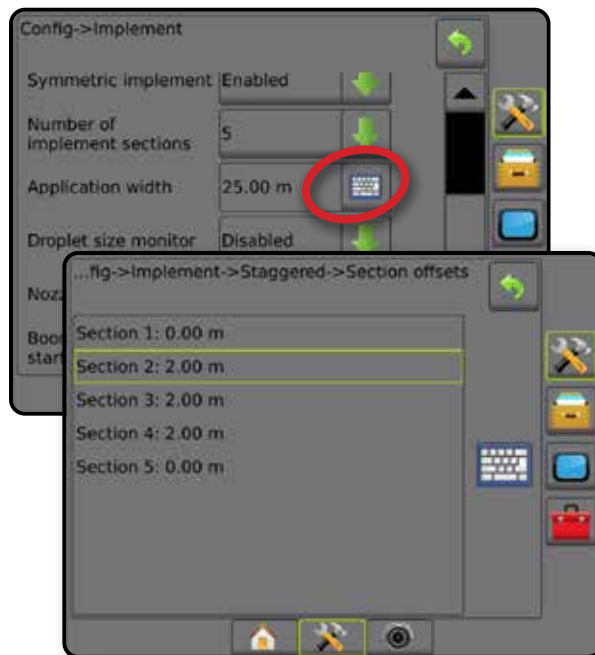 Config->Implement
Symmetric implement Enabled
Number of
implement sections
5
Application width 25.00 m
Droplet size monitor Disabled
...fig->Implement->Staggered->Section offsets
Section 1: 0.00 m
Section 2: 2.00 m
Section 3: 2.00 m
Section 4: 2.00 m
Section 5: 0.00 m